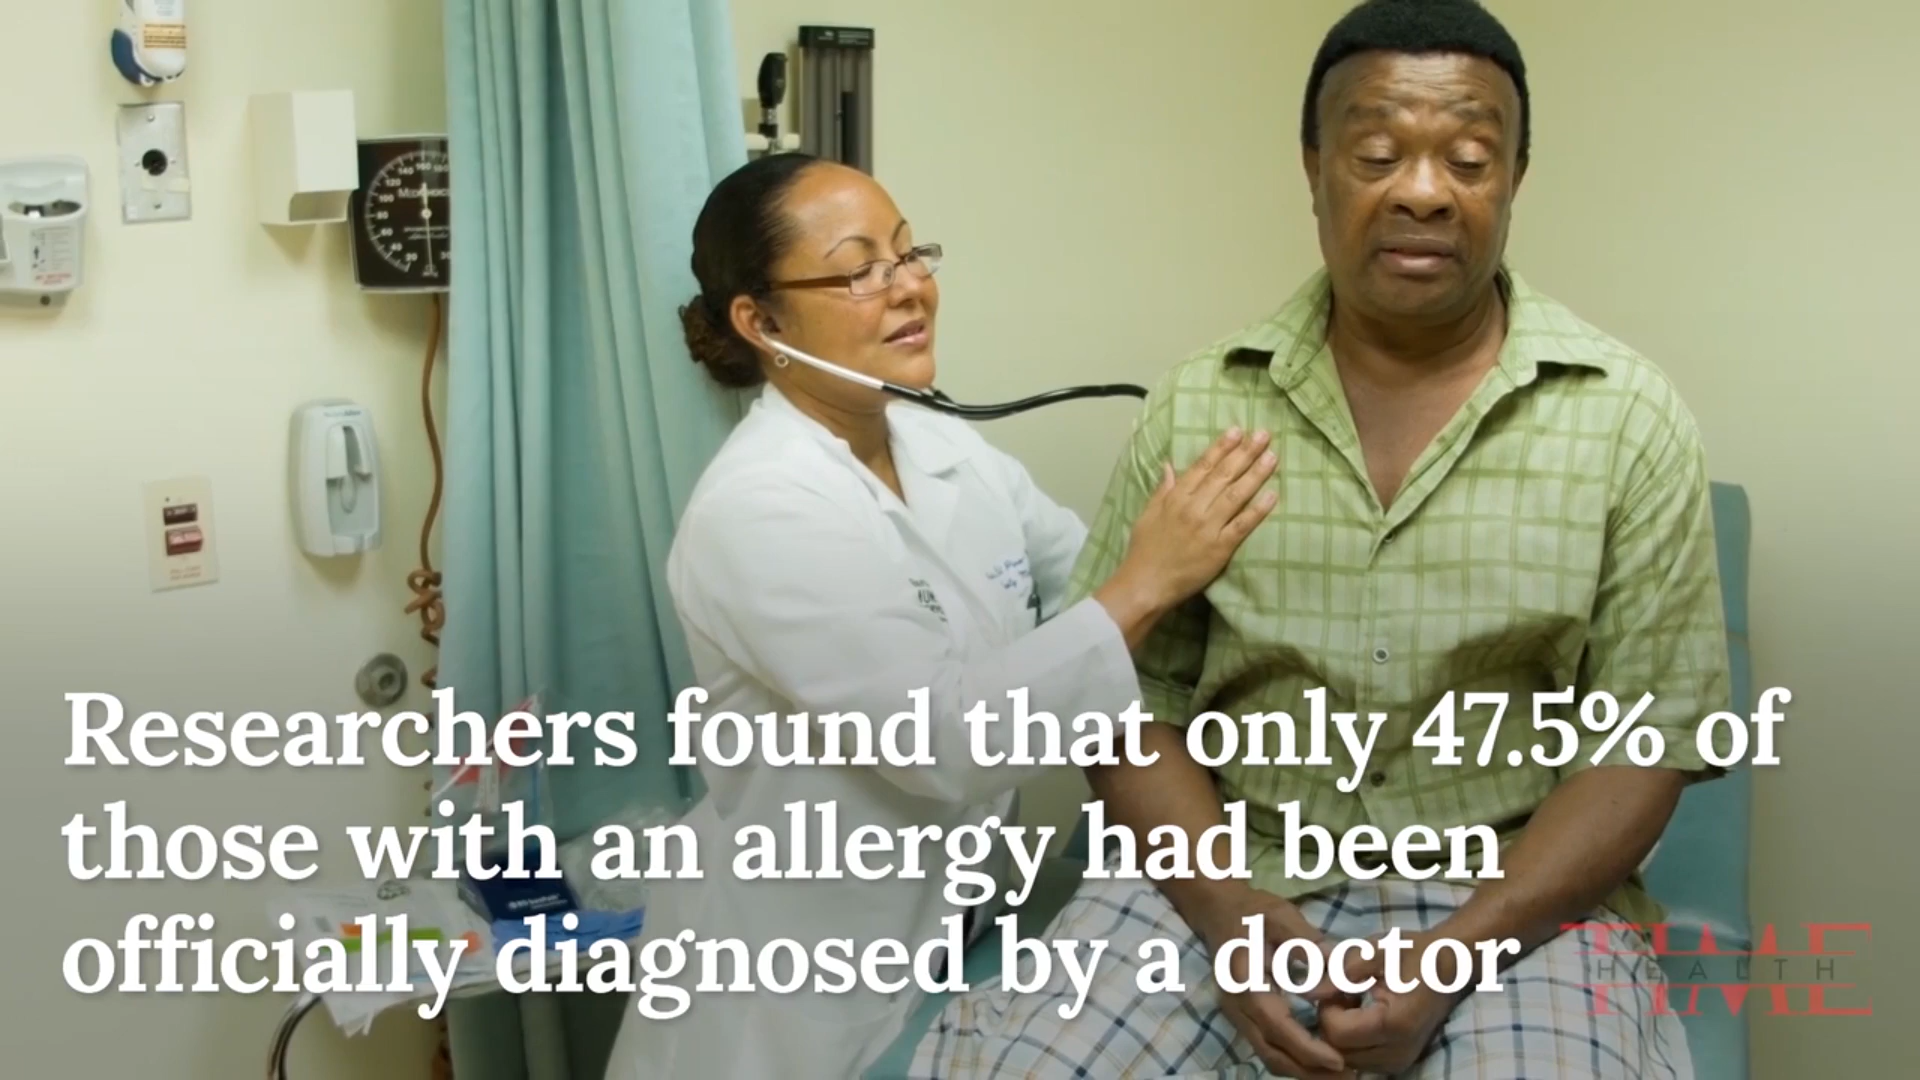 Researchers found that only 47.5% of
those with an allergy had been
officially diagnosed by a doctor
TIME
HEALTH